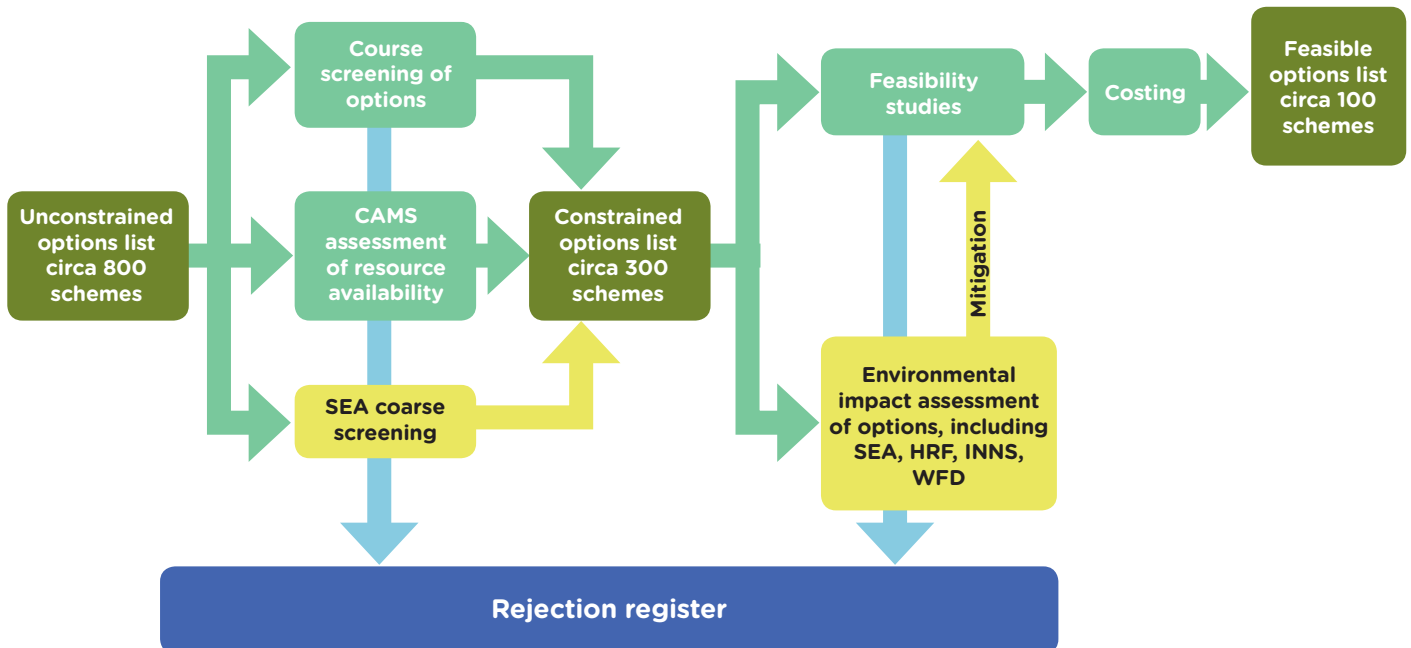 Unconstrained
options list
circa 800
schemes
Course
screening of
options
CAMS
assessment
of resource
availability
SEA coarse
screening
Constrained
options list
circa 300
schemes
Feasibility
studies
Mitigation
Environmental
impact assessment
of options, including
SEA, HRF, INNS,
WFD
Costing
Feasible
options list
circa 100
schemes
Rejection register